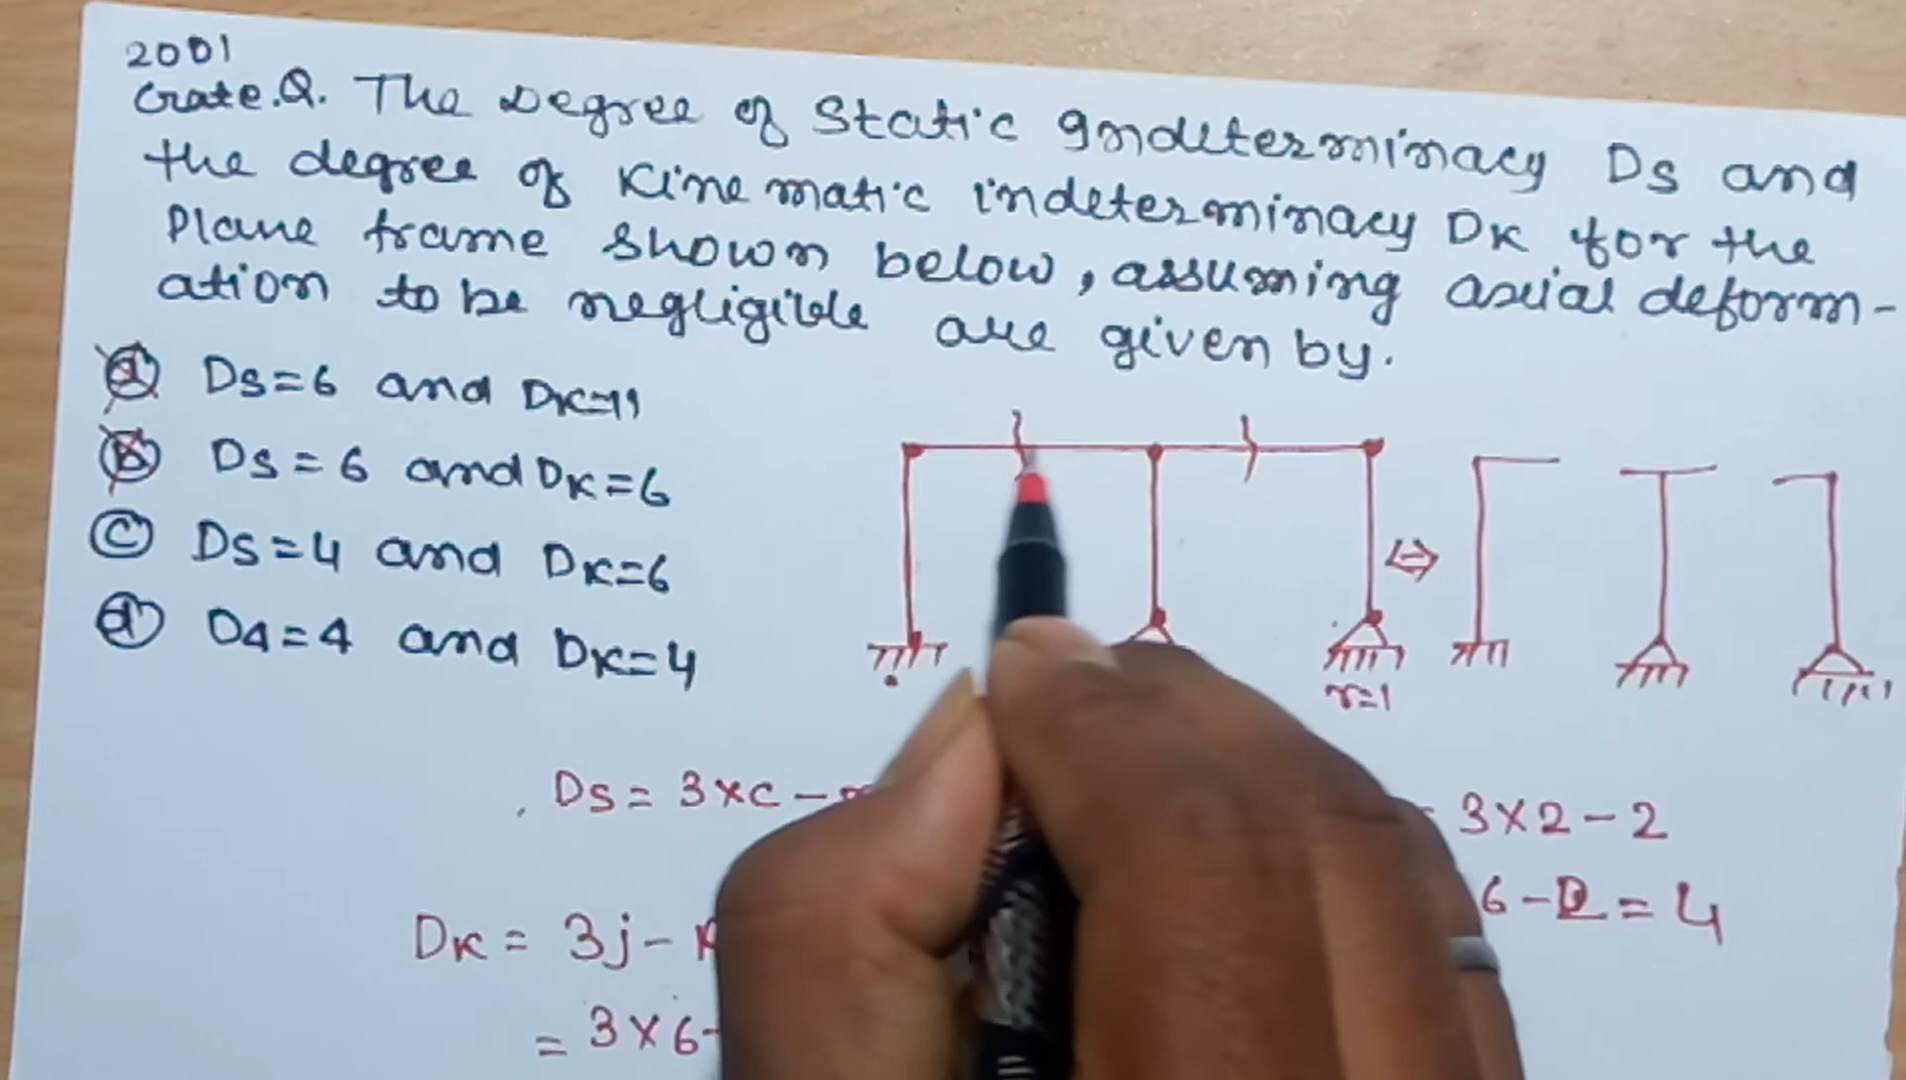 2001
Gate.Q. The Degree of Static Indeterminacy Ds and
the degree of Kinematic indeterminacy DK for the
Plane frame shown below, assuming axial deform-
ation to be negligible are given by.
(a) Ds=6 and DK=11
(b) Ds=6 and DK=6
(c) Ds=4 and DK=6
(d) D4=4 and DK=4
r=1
Ds = 3×C-
3×2-2
6-2=4
DK = 3j-
= 3×6-